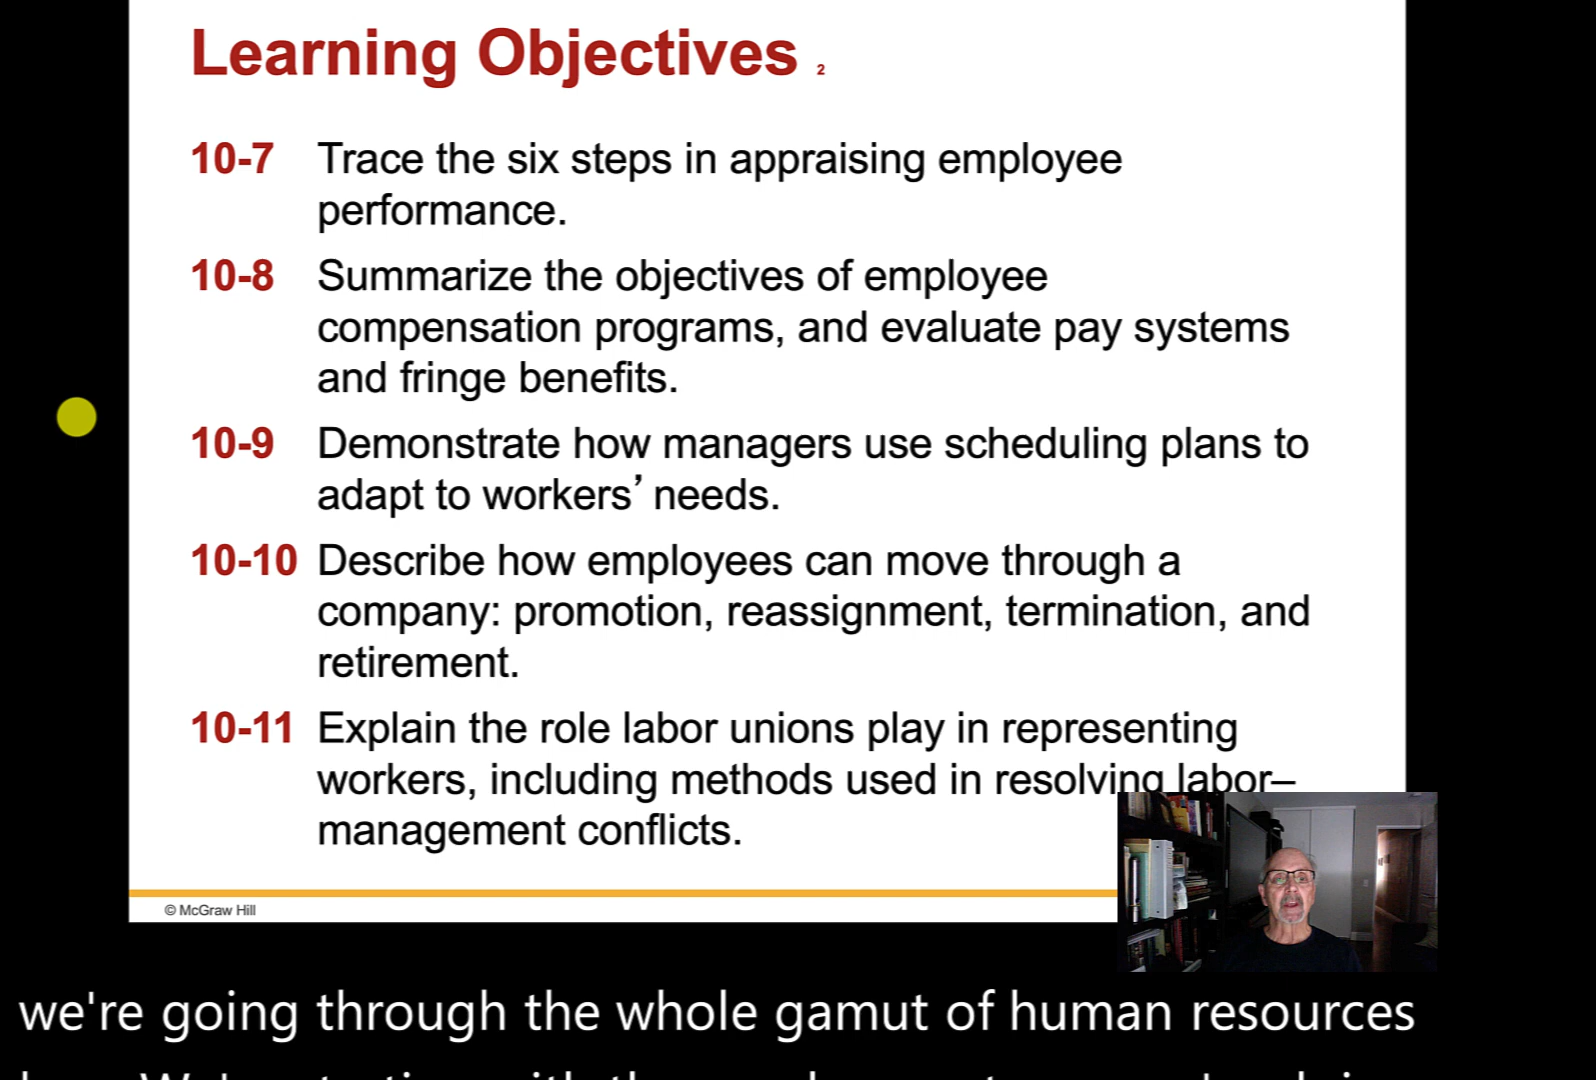 Learning Objectives 2
10-7 Trace the six steps in appraising employee
performance.
10-8 Summarize the objectives of employee
compensation programs, and evaluate pay systems
and fringe benefits.
10-9 Demonstrate how managers use scheduling plans to
adapt to workers’ needs.
10-10 Describe how employees can move through a
company: promotion, reassignment, termination, and
retirement.
10-11 Explain the role labor unions play in representing
workers, including methods used in resolving labor–
management conflicts.
© McGraw Hill
we're going through the whole gamut of human resources